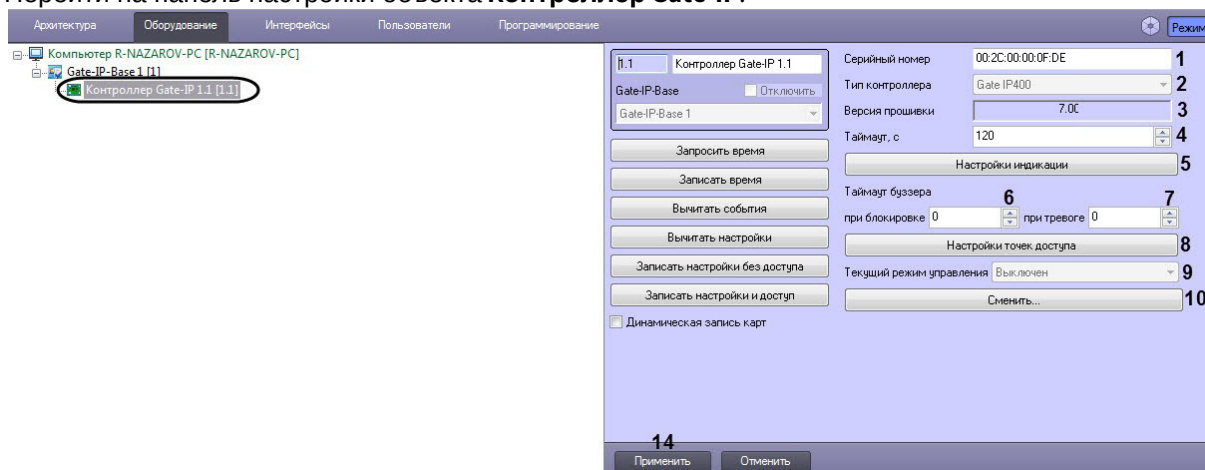 Перейти на панель настройки объекта Контроллер Gate-IP.
Архитектура Оборудование Интерфейсы Пользователи Программирование Режим
Компьютер R-NAZAROV-PC [R-NAZAROV-PC]
Gate-IP-Base 1 [1]
Контроллер Gate-IP 1.1 [1.1]
1.1 Контроллер Gate-IP 1.1
Gate-IP-Base Отключить
Gate-IP-Base 1
Запросить время
Записать время
Вычитать события
Вычитать настройки
Записать настройки без доступа
Записать настройки и доступ
Динамическая запись карт
Серийный номер 00:2C:00:00:0F:DE 1
Тип контроллера Gate IP400 2
Версия прошивки 7.0C 3
Таймаут, с 120 4
Настройки индикации 5
Таймаут буззера 6 7
при блокировке 0 при тревоге 0
Настройки точек доступа 8
Текущий режим управления Выключен 9
Сменить... 10
14
Применить Отменить